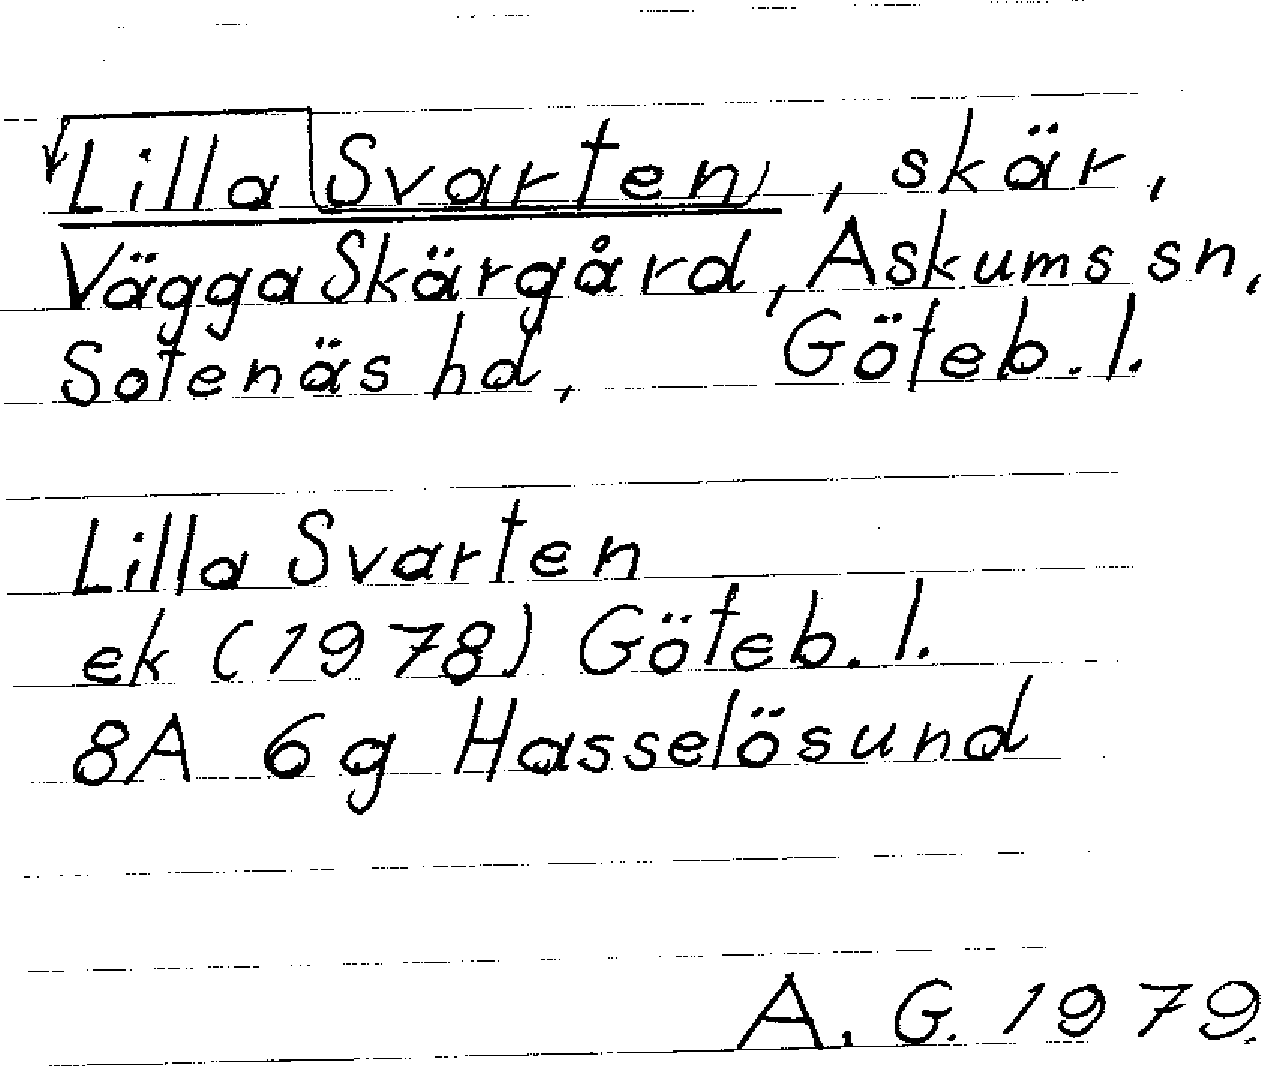 Lilla Svarten, skär,
Vägga Skärgård, Askums sn,
Sotenäs hd, Göteb. l.
Lilla Svarten
ek (1978) Göteb. l.
8A 6g Hasselösund
A. G. 1979.